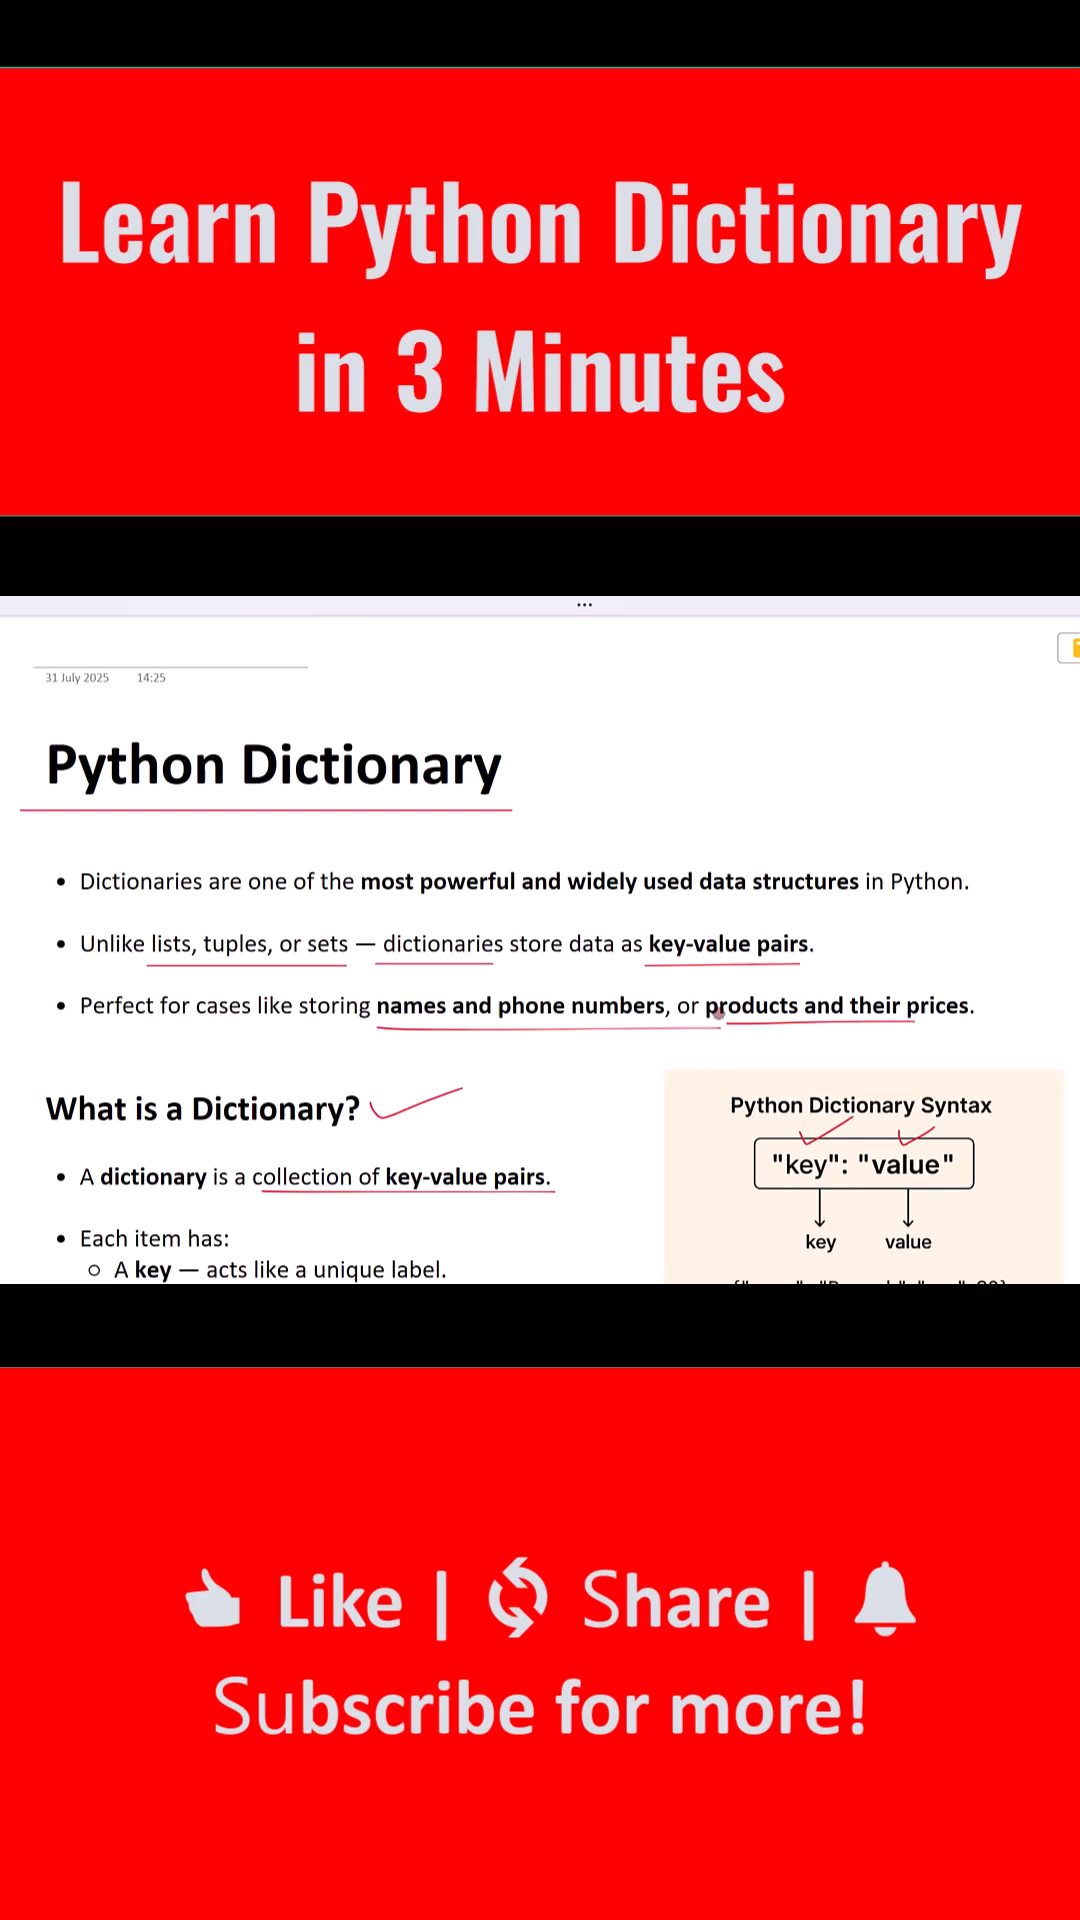 Learn Python Dictionary
in 3 Minutes
31 July 2025 14:25
Python Dictionary
• Dictionaries are one of the most powerful and widely used data structures in Python.
• Unlike lists, tuples, or sets — dictionaries store data as key-value pairs.
• Perfect for cases like storing names and phone numbers, or products and their prices.
What is a Dictionary?
• A dictionary is a collection of key-value pairs.
• Each item has:
○ A key — acts like a unique label.
Python Dictionary Syntax
"key": "value"
key value
Like | Share |
Subscribe for more!